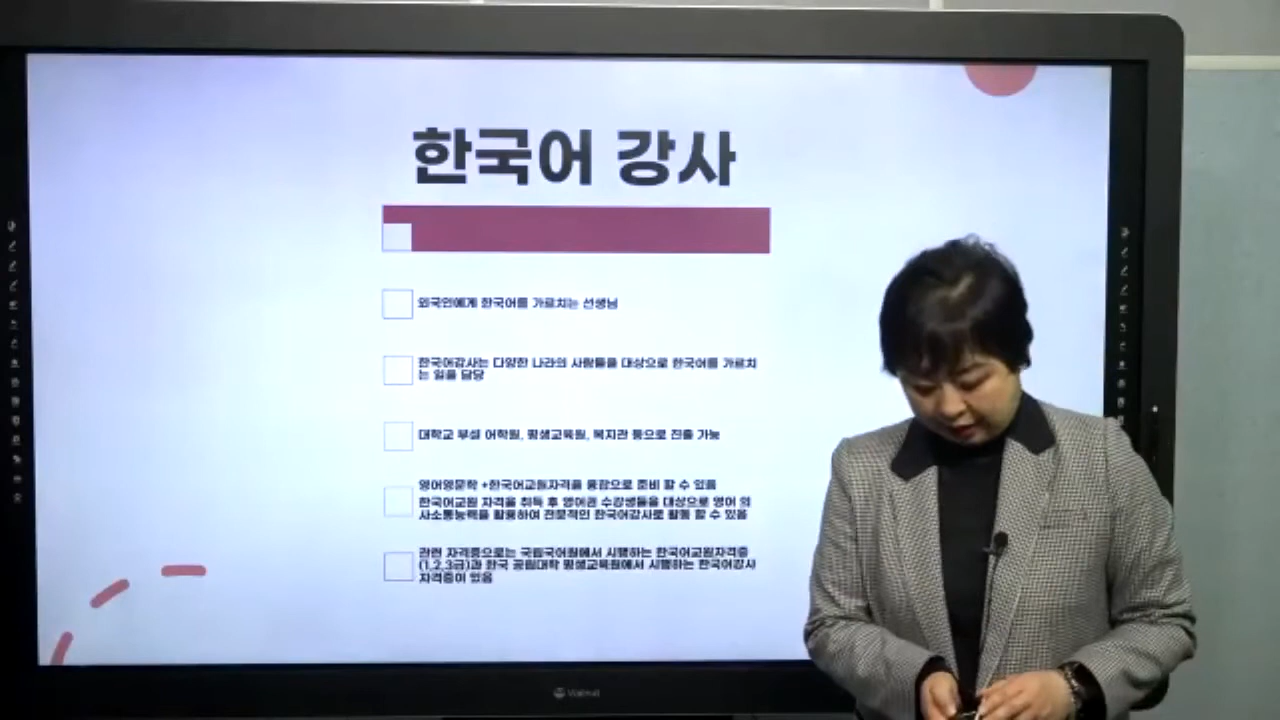 한국어 강사
외국인에게 한국어를 가르치는 선생님
한국어강사는 다양한 나라의 사람들을 대상으로 한국어를 가르치
는 일을 담당
대학교 부설 어학원, 평생교육원, 복지관 등으로 진출 가능
영어영문학 +한국어교원자격을 통합으로 준비 할 수 있음
한국어교원 자격을 취득 후 영어권 수강생들을 대상으로 영어 의
사소통능력을 활용하여 전문적인 한국어강사로 활동 할 수 있음
관련 자격증으로는 국립국어원에서 시행하는 한국어교원자격증
(1,2,3급)과 한국 공립대학 평생교육원에서 시행하는 한국어강사
자격증이 있음